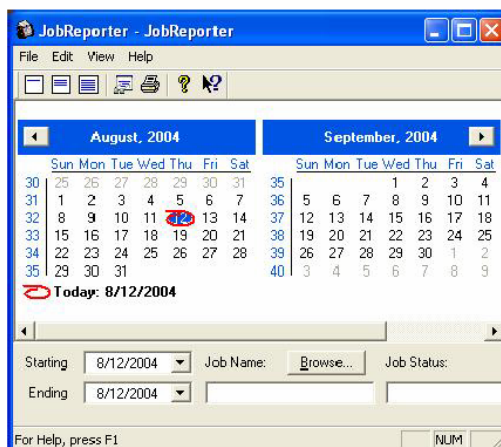 JobReporter - JobReporter
File Edit View Help
August, 2004
Sun Mon Tue Wed Thu Fri Sat
30 25 26 27 28 29 30 31
31 1 2 3 4 5 6 7
32 8 9 10 11 12 13 14
33 15 16 17 18 19 20 21
34 22 23 24 25 26 27 28
35 29 30 31
Today: 8/12/2004
September, 2004
Sun Mon Tue Wed Thu Fri Sat
35 1 2 3 4
36 5 6 7 8 9 10 11
37 12 13 14 15 16 17 18
38 19 20 21 22 23 24 25
39 26 27 28 29 30 1 2
40 3 4 5 6 7 8 9
Starting 8/12/2004 Job Name: Browse... Job Status:
Ending 8/12/2004
For Help, press F1 NUM